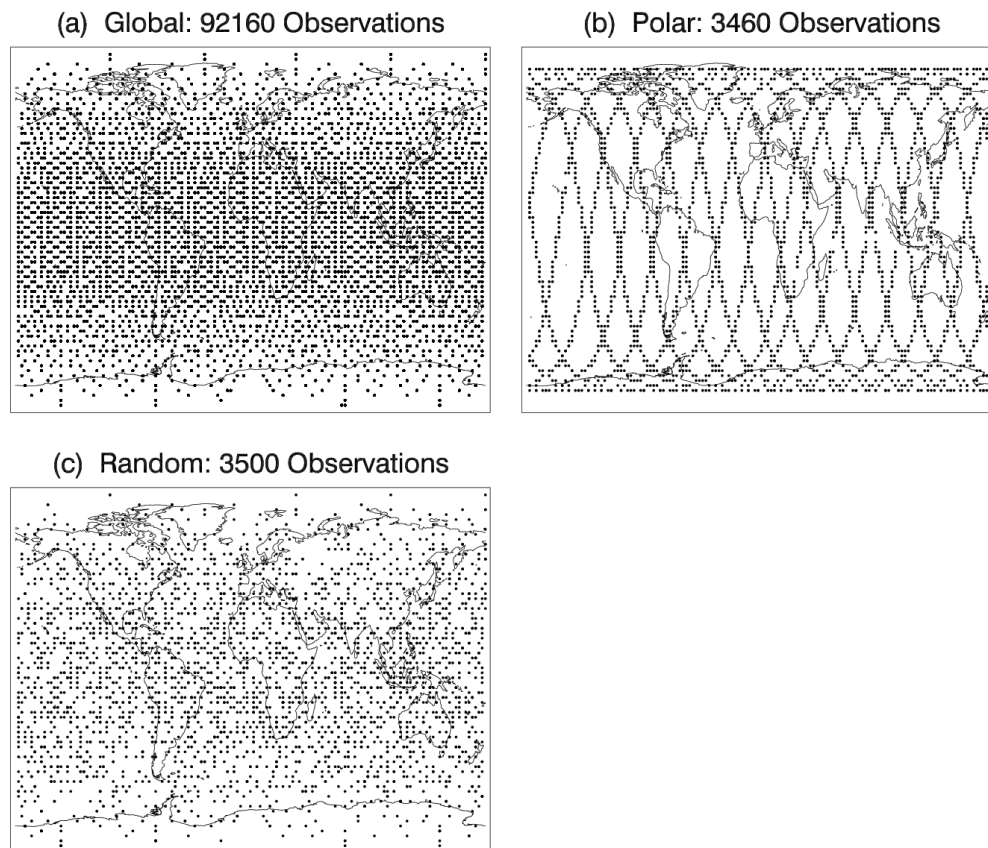 (a) Global: 92160 Observations
(b) Polar: 3460 Observations
(c) Random: 3500 Observations